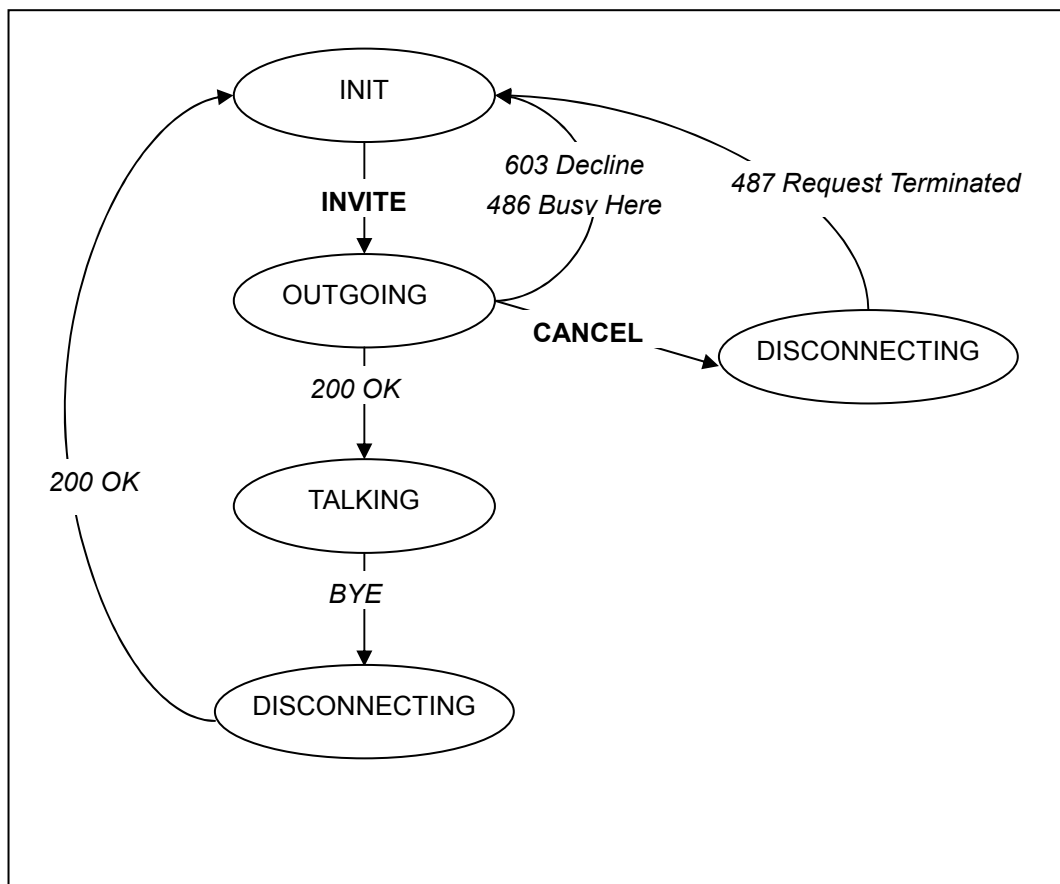 INIT
603 Decline
486 Busy Here
487 Request Terminated
INVITE
OUTGOING
CANCEL
DISCONNECTING
200 OK
200 OK
TALKING
BYE
DISCONNECTING